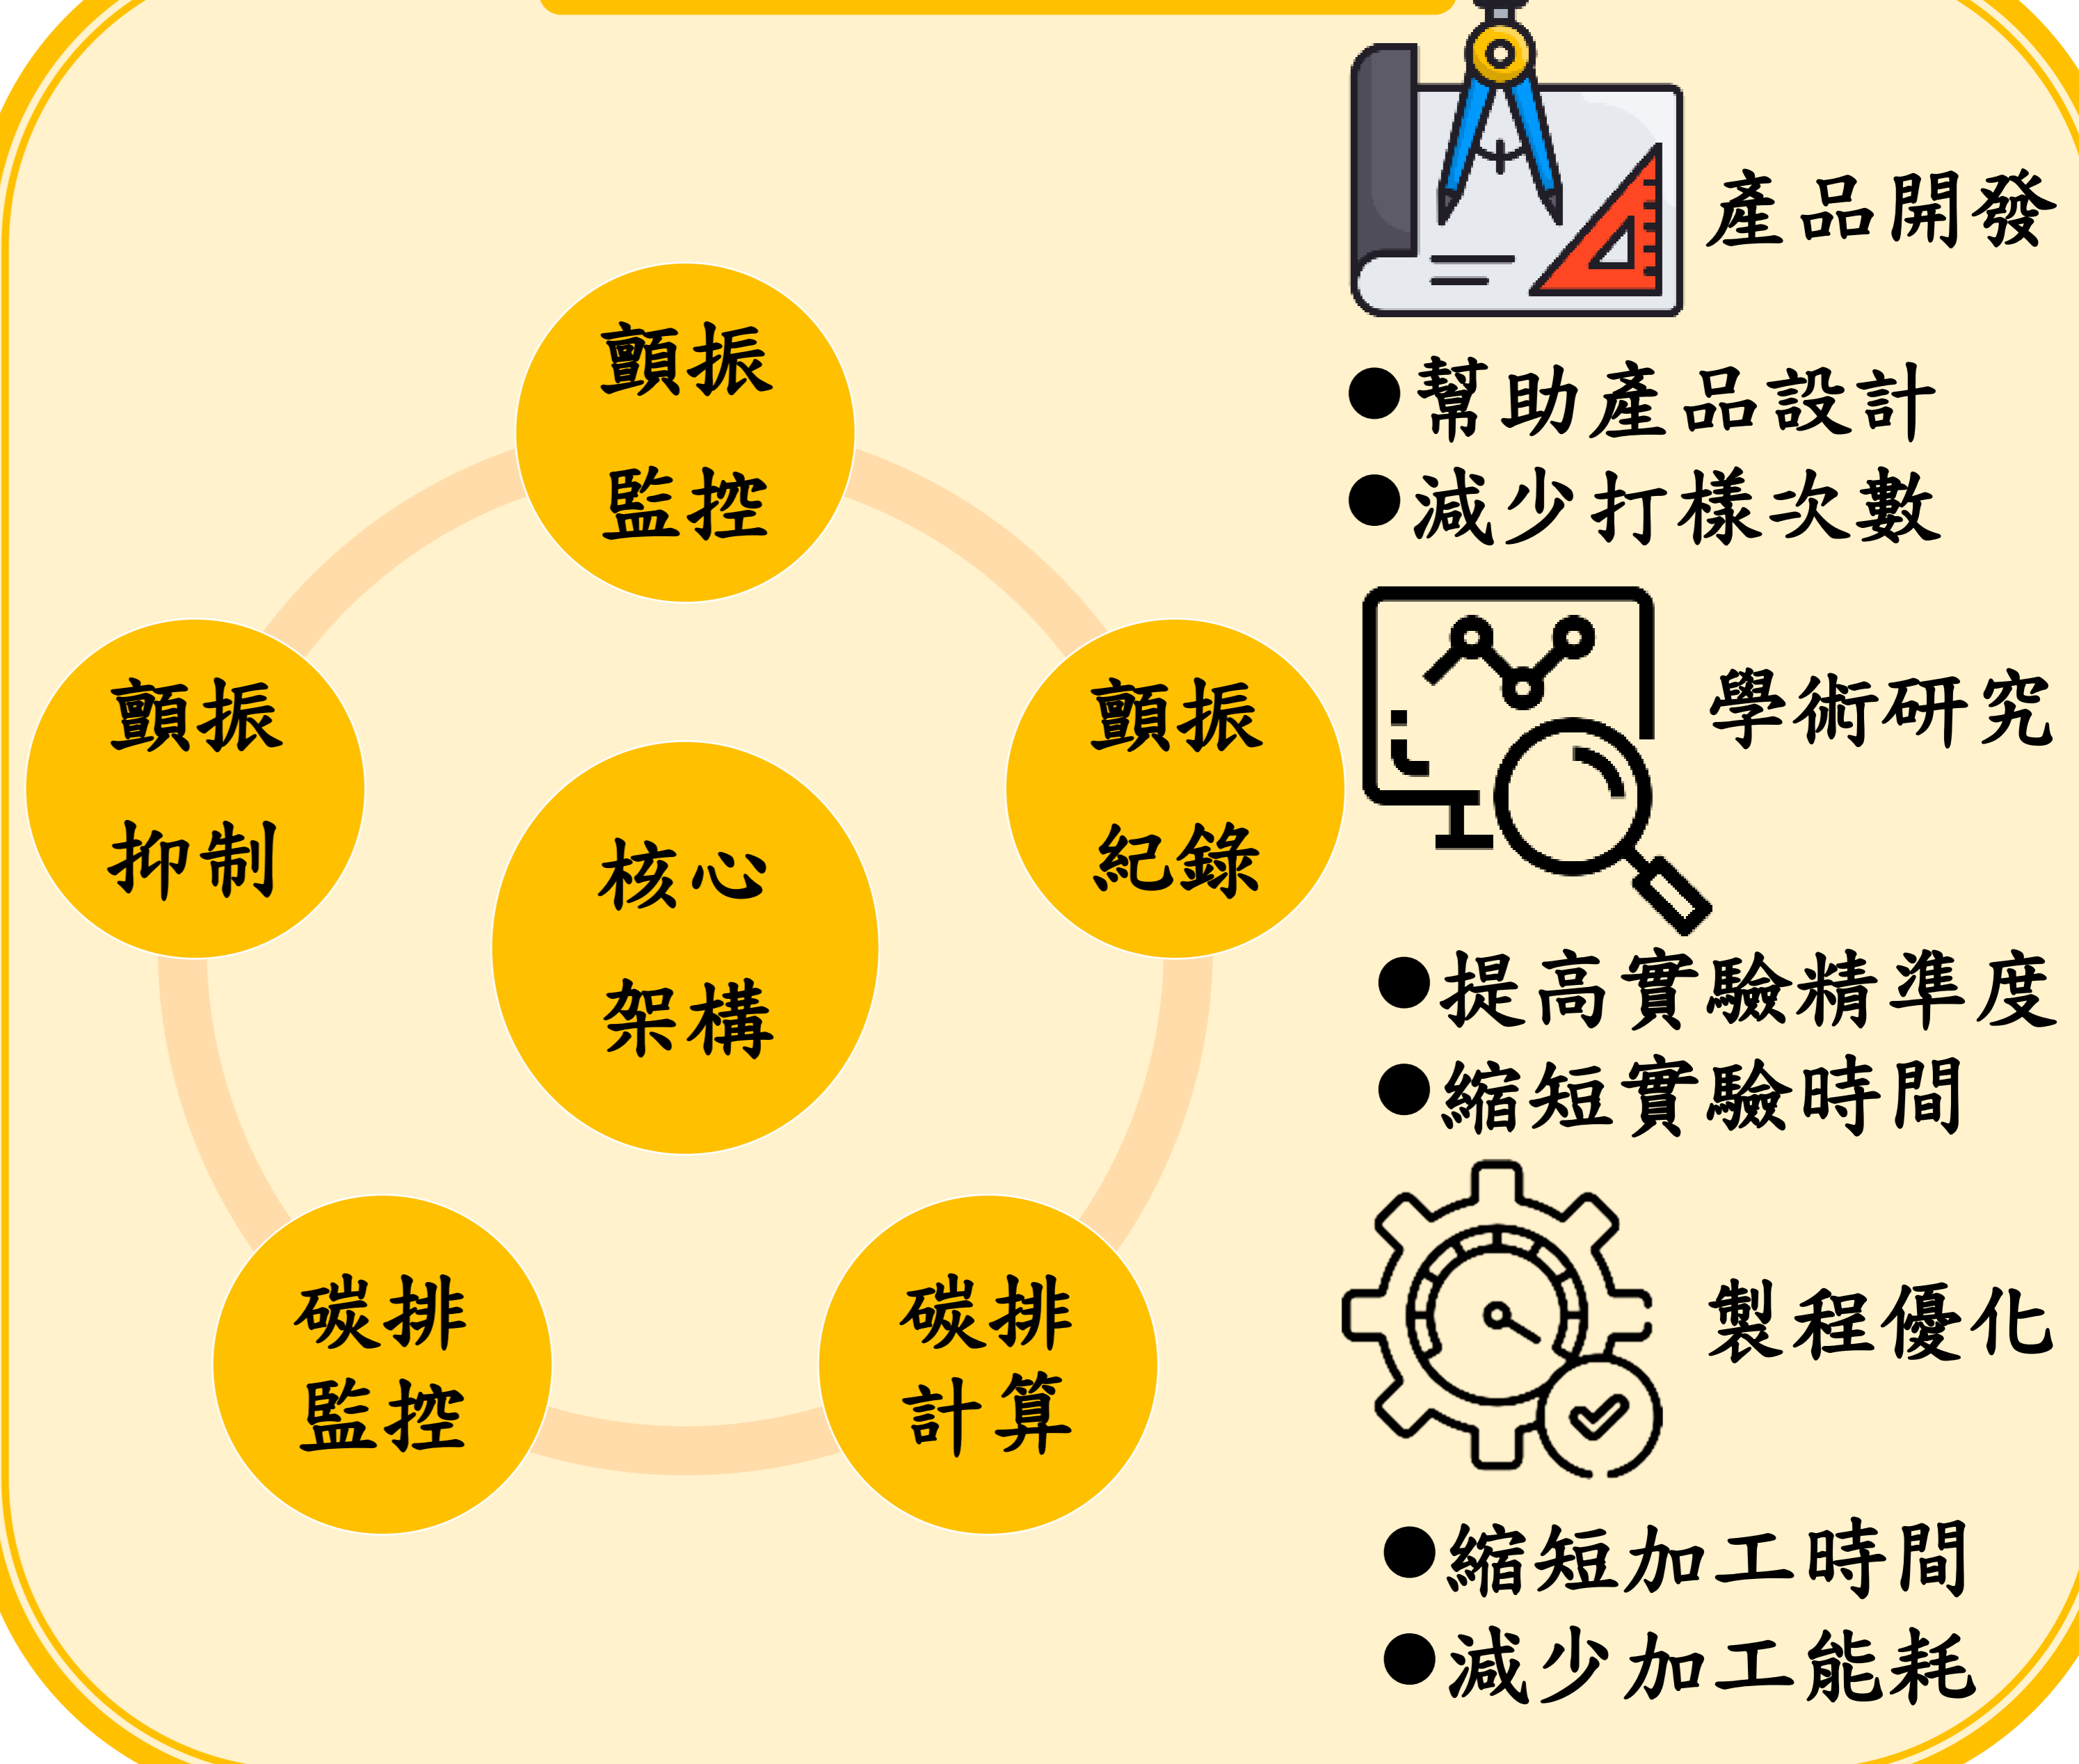 顫振
監控
顫振
紀錄
碳排
計算
碳排
監控
顫振
抑制
核心
架構
產品開發
●幫助產品設計
●減少打樣次數
學術研究
●提高實驗精準度
●縮短實驗時間
製程優化
●縮短加工時間
●減少加工能耗